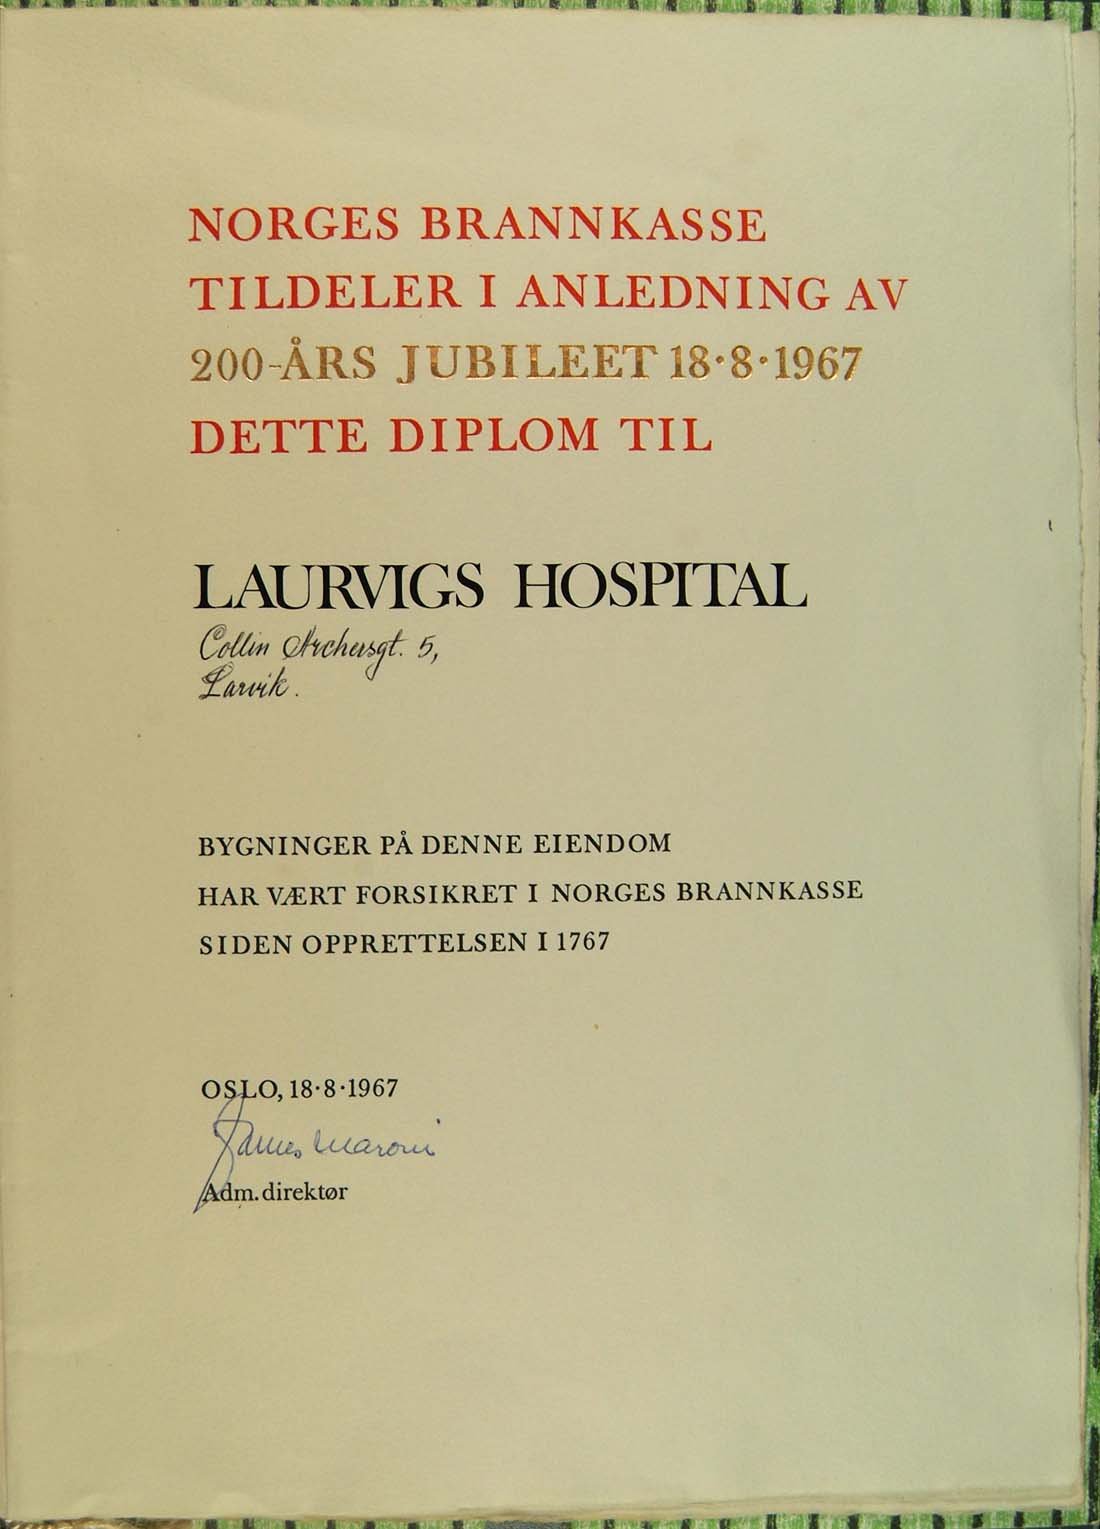 NORGES BRANNKASSE
TILDELER I ANLEDNING AV
200-ÅRS JUBILEET 18·8·1967
DETTE DIPLOM TIL
LAURVIGS HOSPITAL
Collin Archersgt. 5,
Larvik.
BYGNINGER PÅ DENNE EIENDOM
HAR VÆRT FORSIKRET I NORGES BRANNKASSE
SIDEN OPPRETTELSEN I 1767
OSLO, 18·8·1967
James Maroni
Adm. direktør